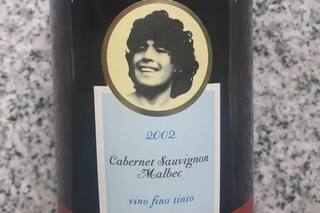 2002
Cabernet Sauvignon
Malbec
vino fino tinto